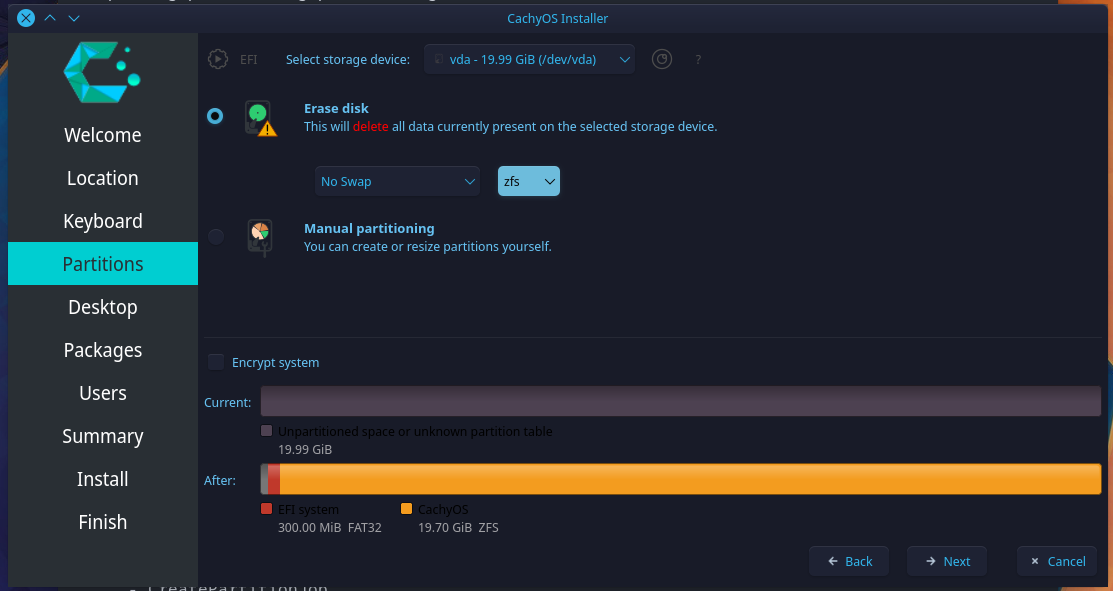 CachyOS Installer
EFI
Select storage device:
vda - 19.99 GiB (/dev/vda)
?
Welcome
Location
Keyboard
Partitions
Desktop
Packages
Users
Summary
Install
Finish
Erase disk
This will delete all data currently present on the selected storage device.
No Swap
zfs
Manual partitioning
You can create or resize partitions yourself.
Encrypt system
Current:
Unpartitioned space or unknown partition table
19.99 GiB
After:
EFI system
300.00 MiB FAT32
CachyOS
19.70 GiB ZFS
Back
Next
Cancel